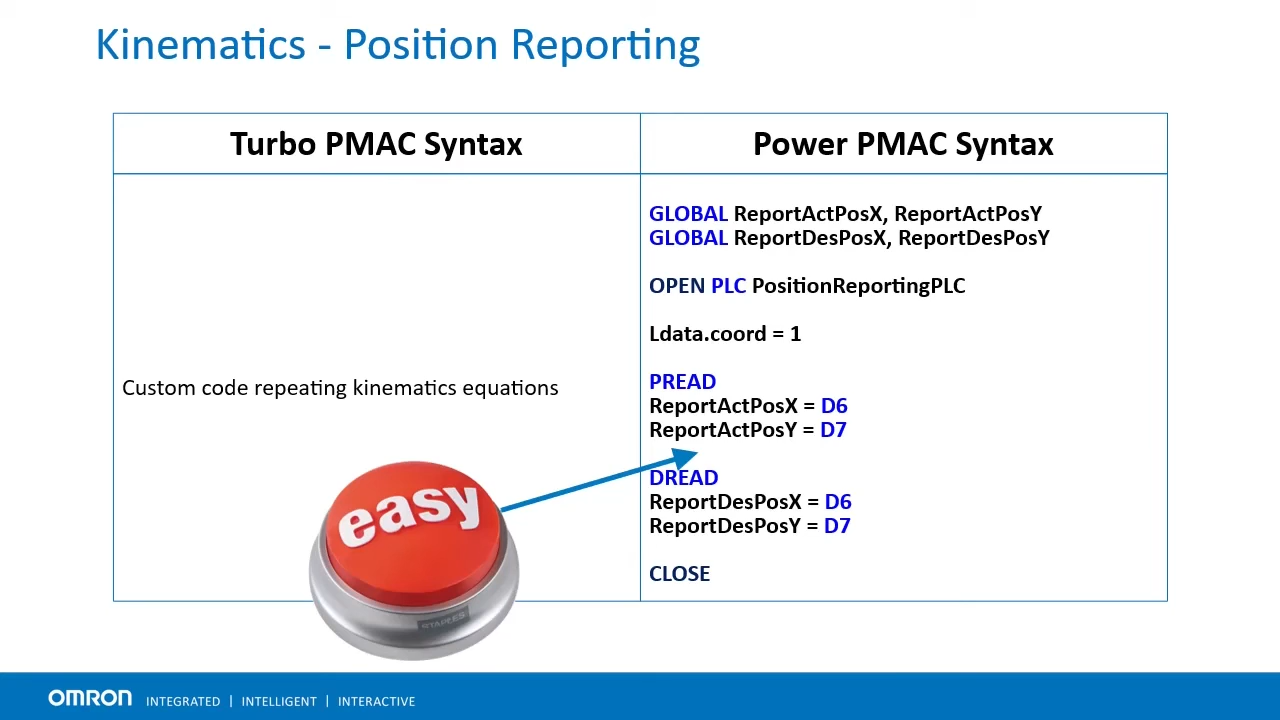 Kinematics - Position Reporting
Turbo PMAC Syntax
Power PMAC Syntax
Custom code repeating kinematics equations
GLOBAL ReportActPosX, ReportActPosY
GLOBAL ReportDesPosX, ReportDesPosY
OPEN PLC PositionReportingPLC
Ldata.coord = 1
PREAD
ReportActPosX = D6
ReportActPosY = D7
DREAD
ReportDesPosX = D6
ReportDesPosY = D7
CLOSE
easy
STAPLES
OMRON INTEGRATED | INTELLIGENT | INTERACTIVE